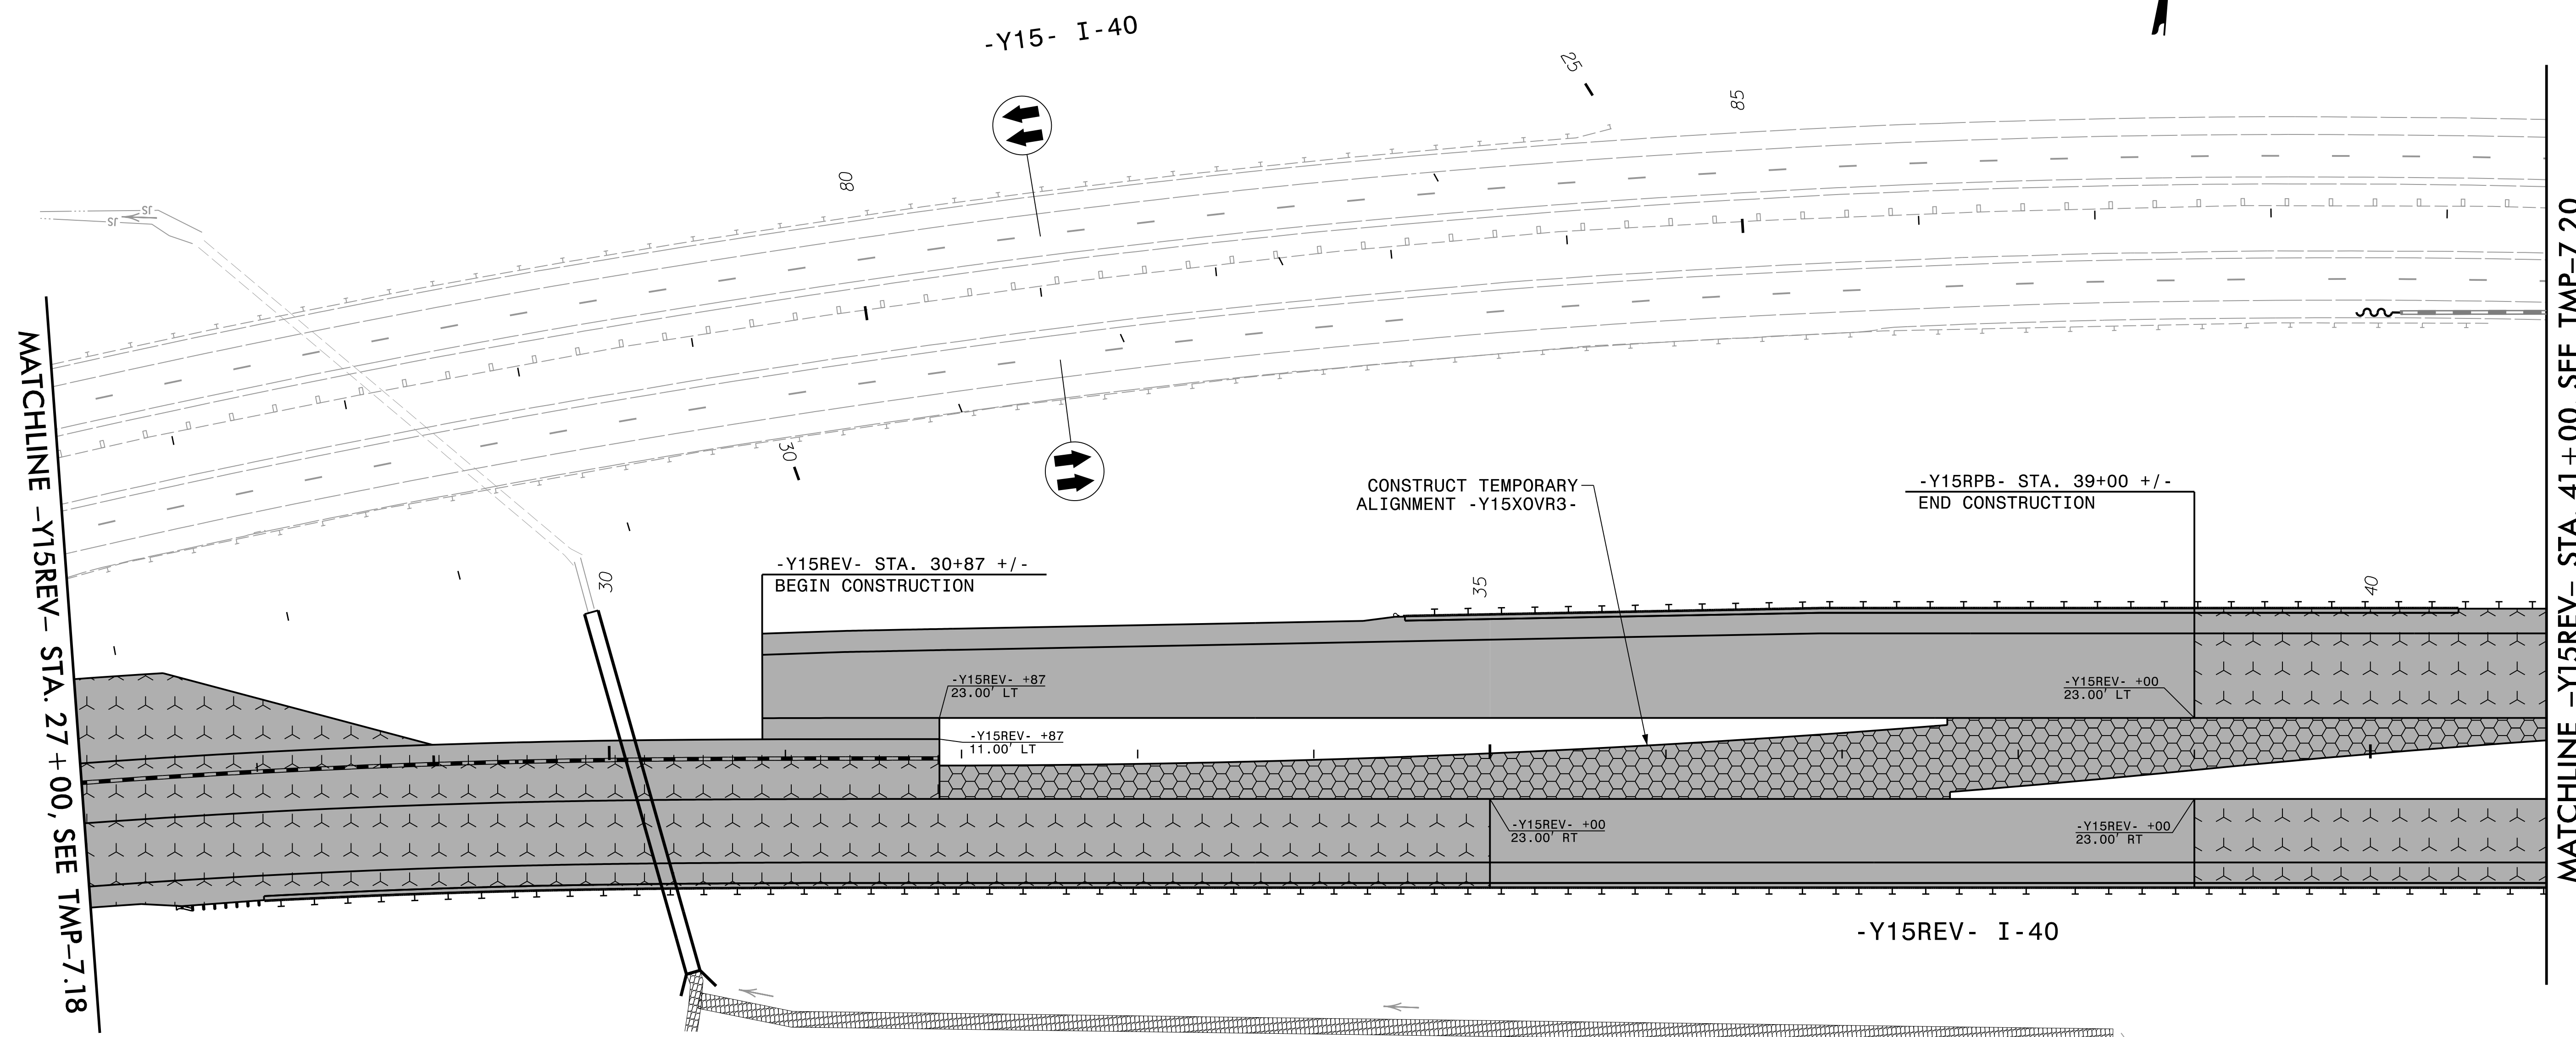 -Y15- I-40
25
85
80
JS
JS
30
CONSTRUCT TEMPORARY
ALIGNMENT -Y15XOVR3-
-Y15RPB- STA. 39+00 +/-
END CONSTRUCTION
-Y15REV- STA. 30+87 +/-
BEGIN CONSTRUCTION
30
35
40
-Y15REV- +87
23.00' LT
-Y15REV- +87
11.00' LT
-Y15REV- +00
23.00' LT
-Y15REV- +00
23.00' RT
-Y15REV- +00
23.00' RT
-Y15REV- I-40
MATCHLINE -Y15REV- STA. 27+00, SEE TMP-7.18
MATCHLINE -Y15REV- STA. 41+00 SEE TMP-7.20